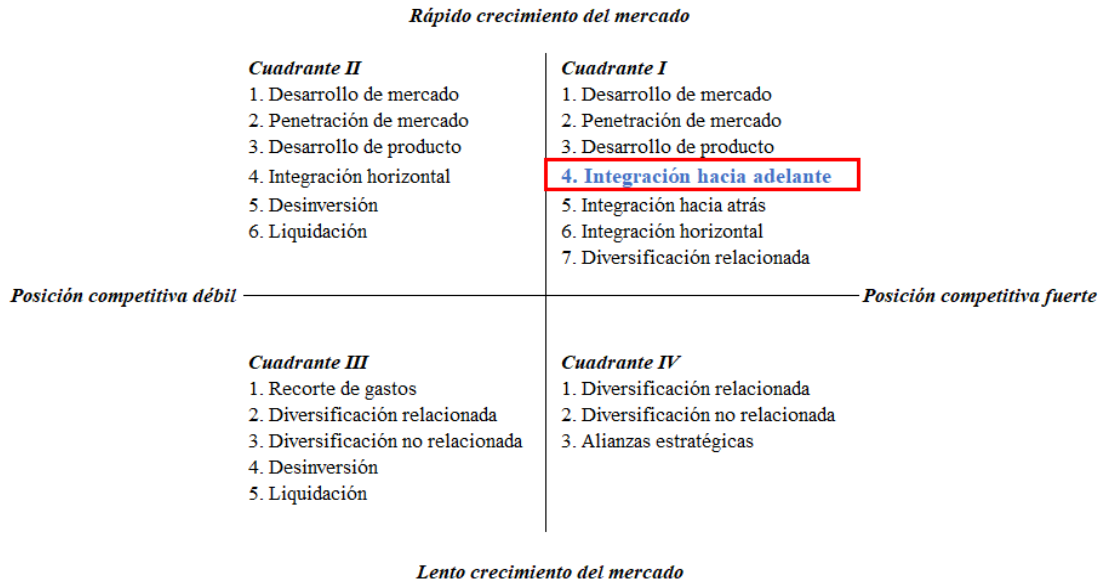 Rápido crecimiento del mercado
Cuadrante II
1. Desarrollo de mercado
2. Penetración de mercado
3. Desarrollo de producto
4. Integración horizontal
5. Desinversión
6. Liquidación
Cuadrante I
1. Desarrollo de mercado
2. Penetración de mercado
3. Desarrollo de producto
4. Integración hacia adelante
5. Integración hacia atrás
6. Integración horizontal
7. Diversificación relacionada
Posición competitiva débil
Posición competitiva fuerte
Cuadrante III
1. Recorte de gastos
2. Diversificación relacionada
3. Diversificación no relacionada
4. Desinversión
5. Liquidación
Cuadrante IV
1. Diversificación relacionada
2. Diversificación no relacionada
3. Alianzas estratégicas
Lento crecimiento del mercado